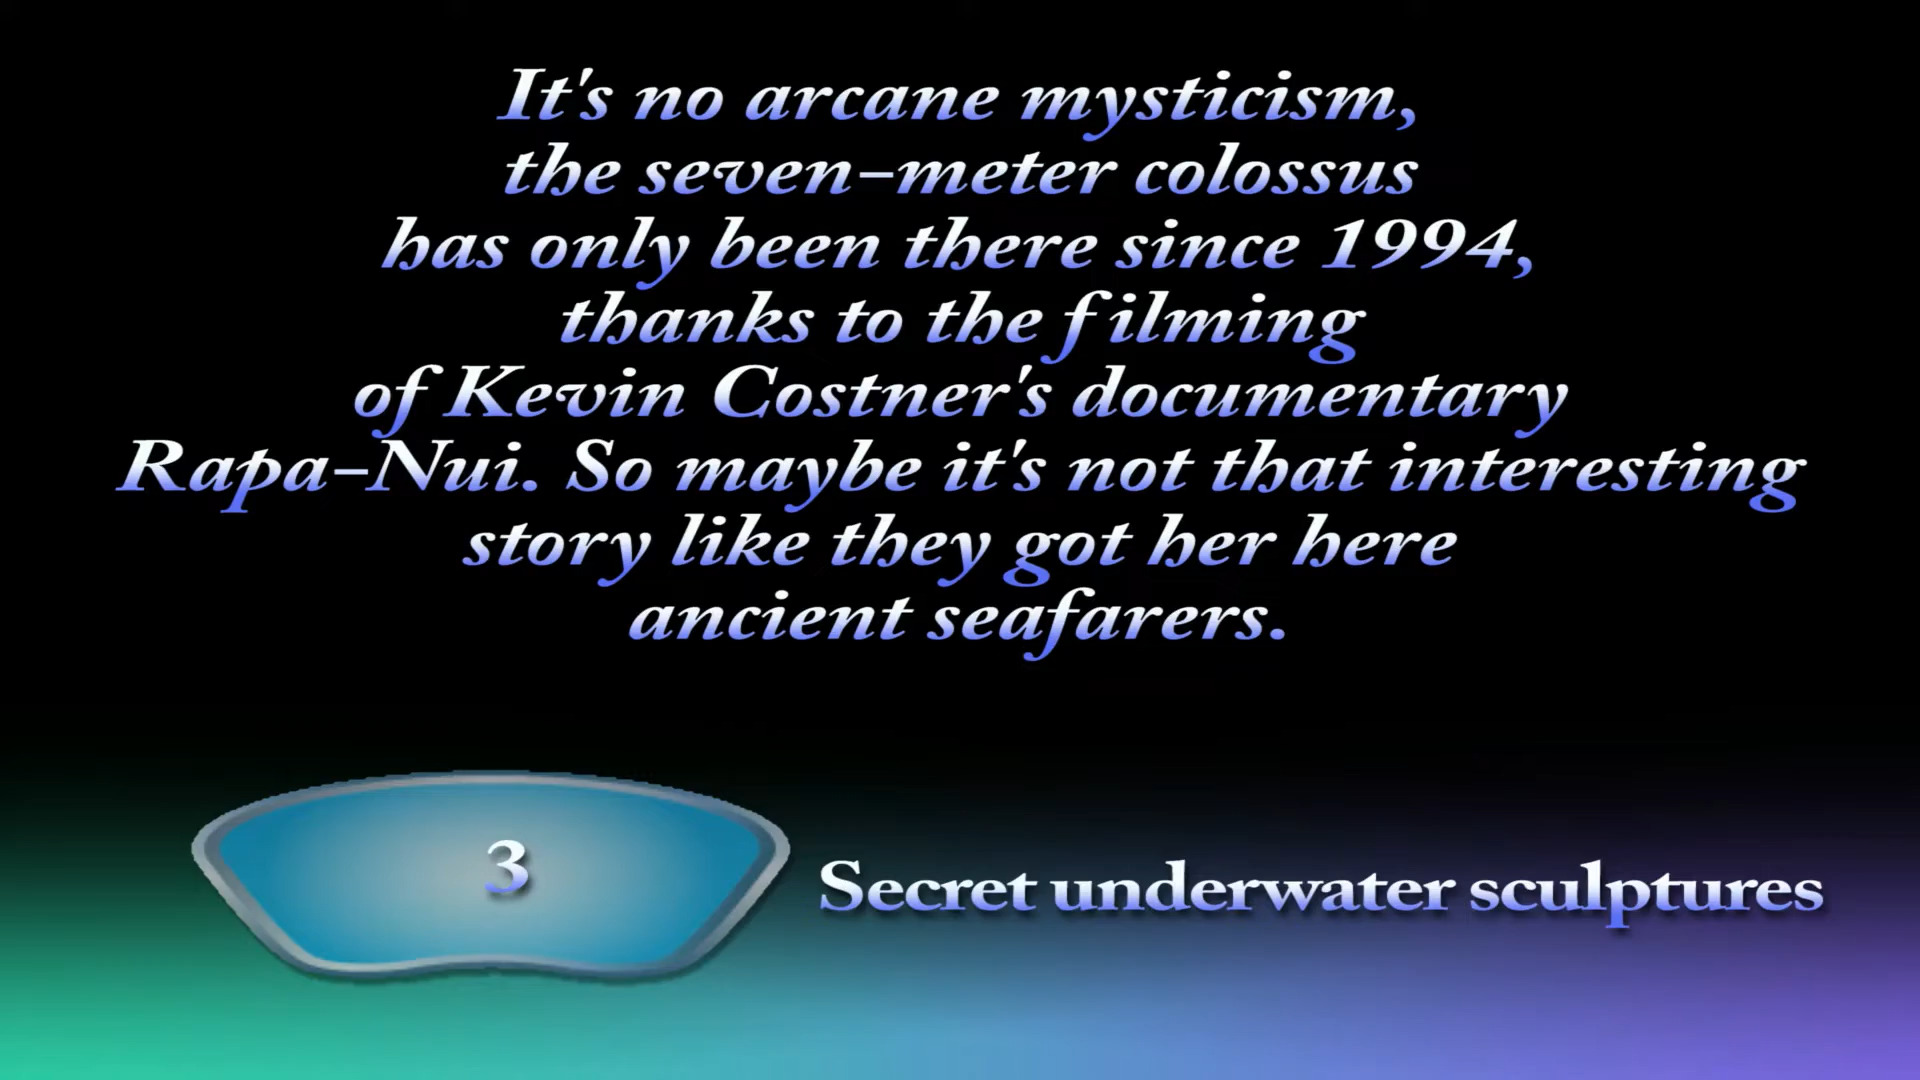 It's no arcane mysticism,
the seven-meter colossus
has only been there since 1994,
thanks to the filming
of Kevin Costner's documentary
Rapa-Nui. So maybe it's not that interesting
story like they got her here
ancient seafarers.
3
Secret underwater sculptures